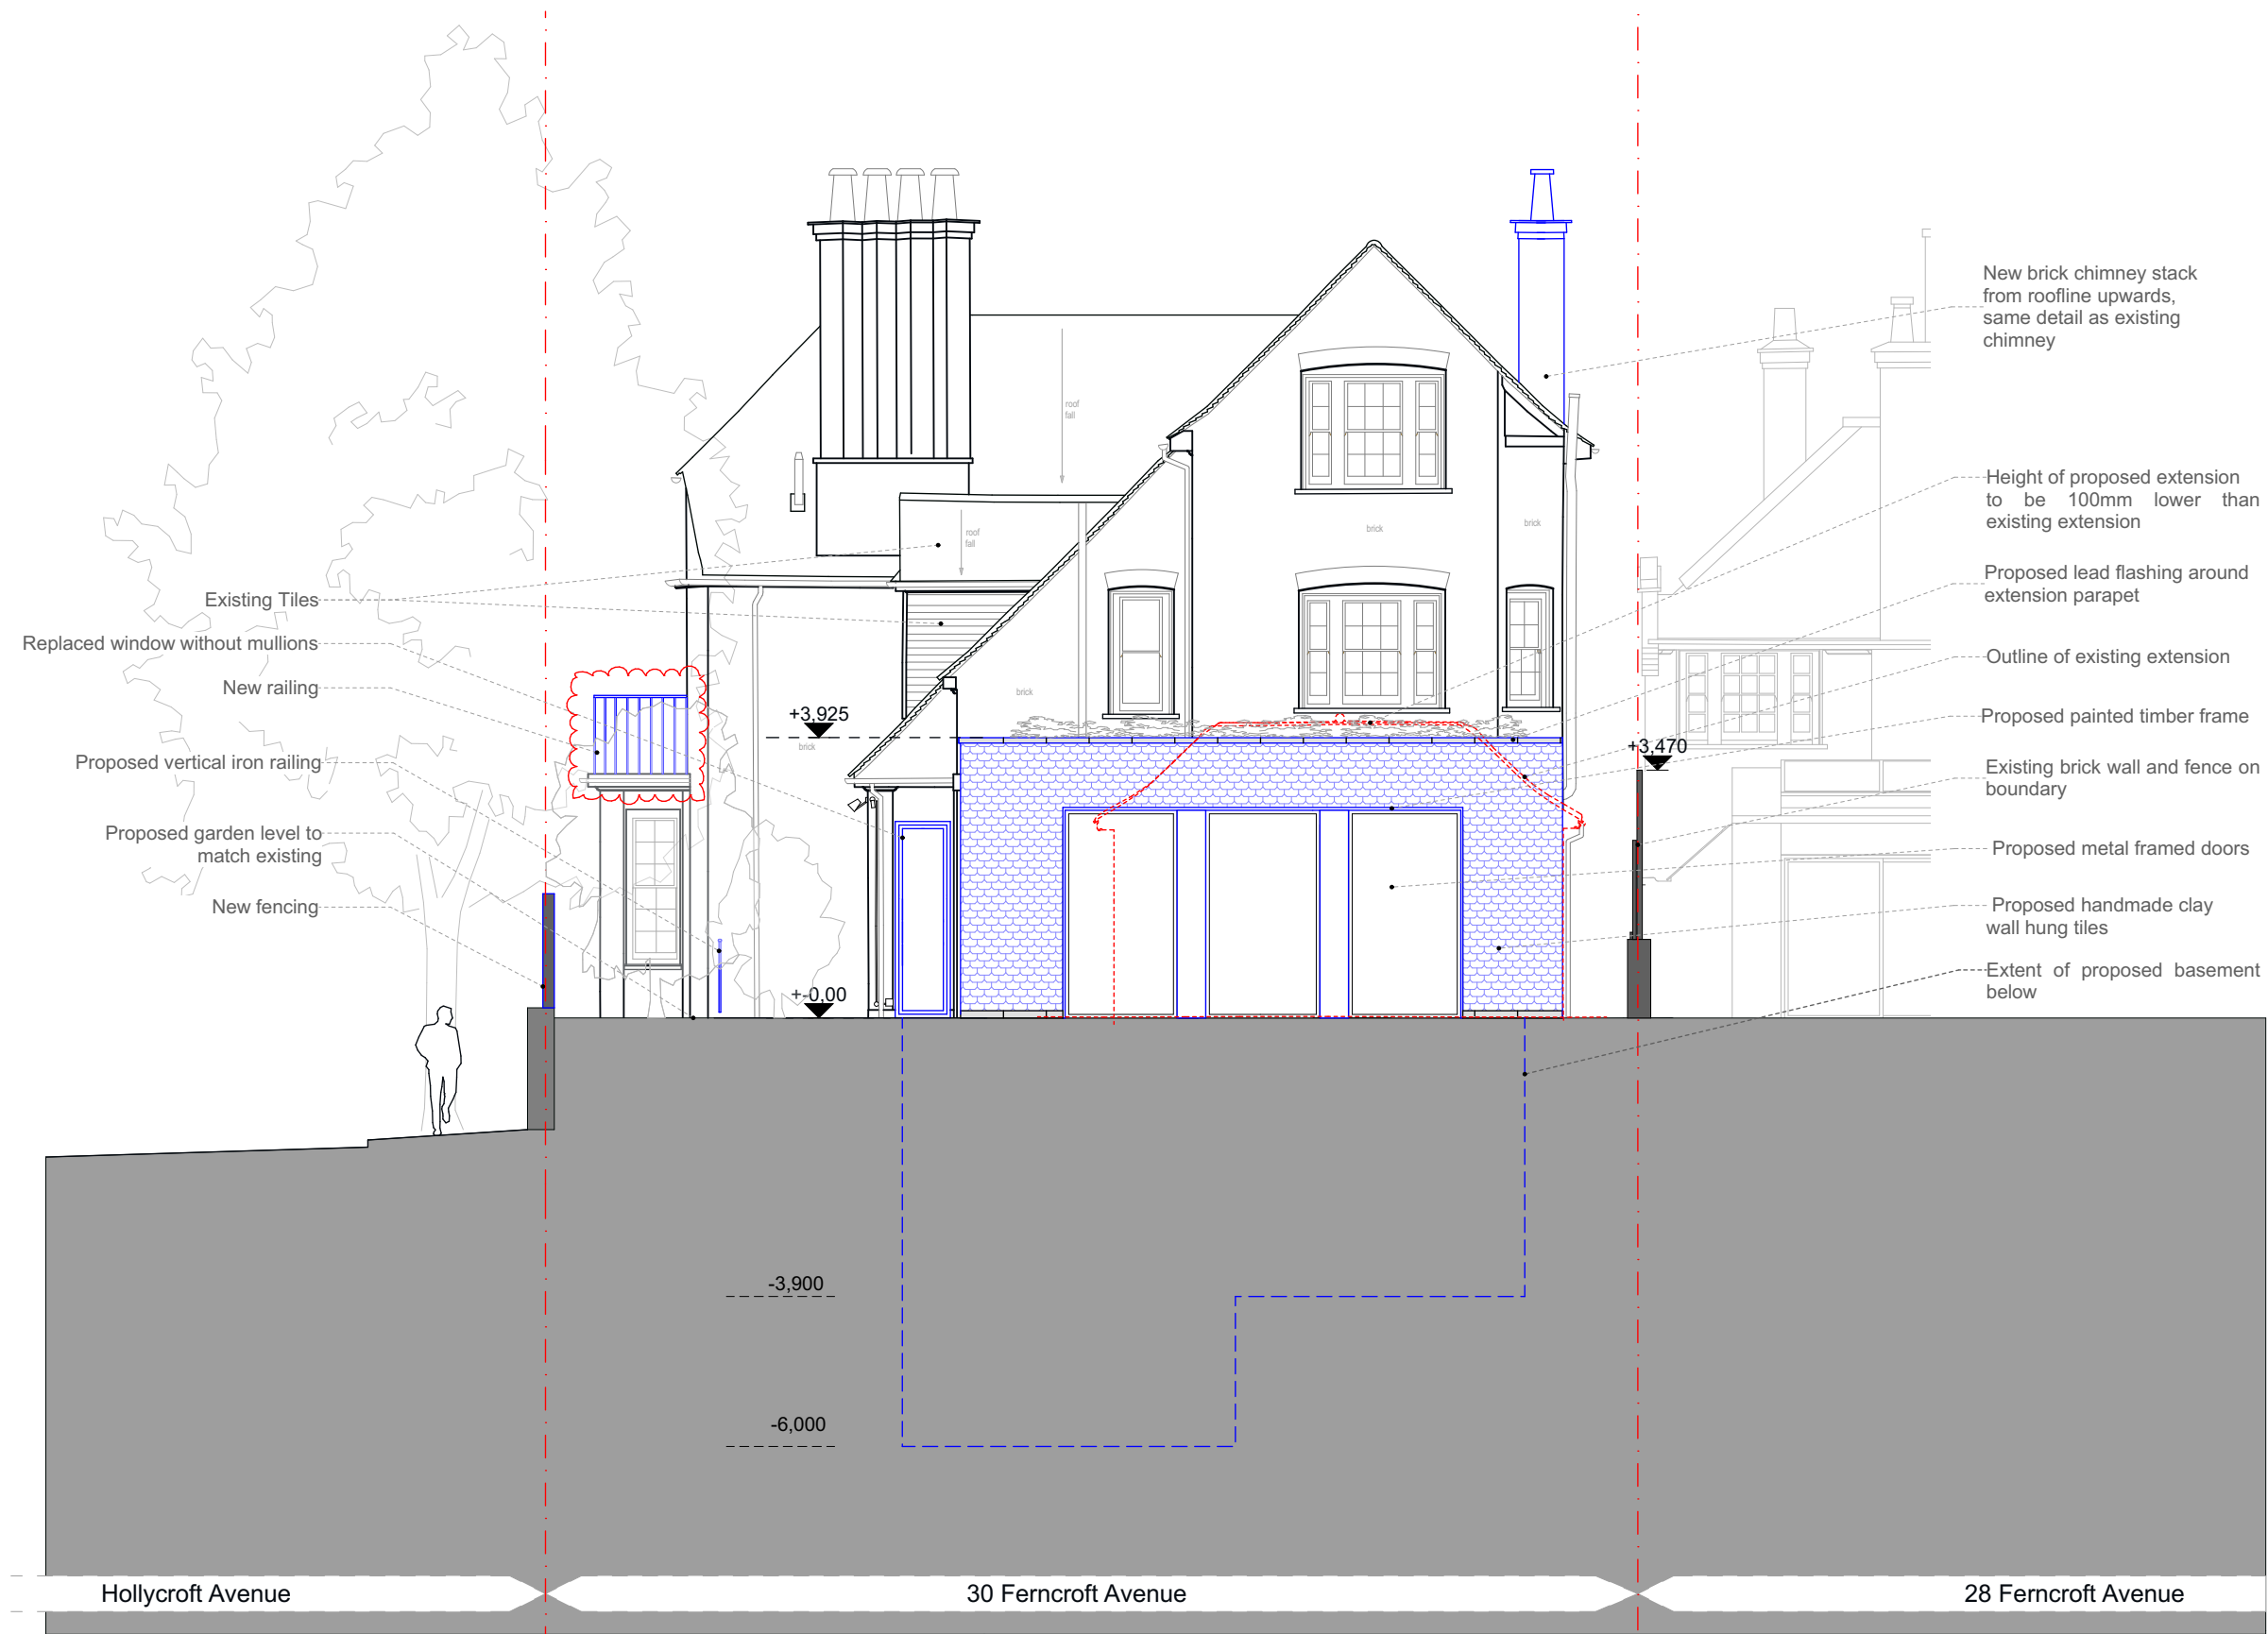 New brick chimney stack
from roofline upwards,
same detail as existing
chimney
roof
fall
Height of proposed extension
to be 100mm lower than
existing extension
brick
brick
roof
fall
Proposed lead flashing around
extension parapet
Existing Tiles
Replaced window without mullions
Outline of existing extension
New railing
brick
+3,925
brick
Proposed painted timber frame
+3,470
Proposed vertical iron railing
Existing brick wall and fence on
boundary
Proposed garden level to
match existing
Proposed metal framed doors
New fencing
Proposed handmade clay
wall hung tiles
+-0,00
Extent of proposed basement
below
-3,900
-6,000
Hollycroft Avenue
30 Ferncroft Avenue
28 Ferncroft Avenue